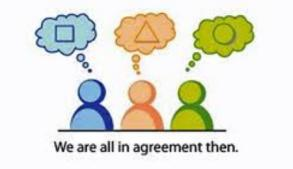 We are all in agreement then.